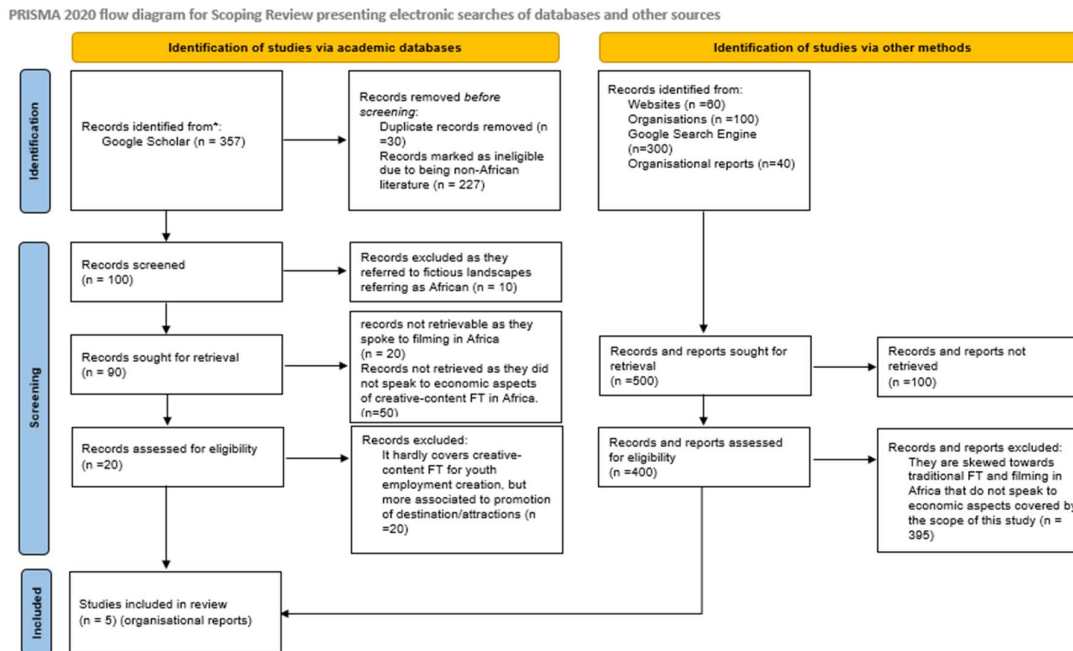 PRISMA 2020 flow diagram for Scoping Review presenting electronic searches of databases and other sources
Identification of studies via academic databases
Identification of studies via other methods
Identification
Records identified from*:
Google Scholar (n = 357)
Records removed before
screening:
Duplicate records removed (n
=30)
Records marked as ineligible
due to being non-African
literature (n = 227)
Records identified from:
Websites (n =60)
Organisations (n =100)
Google Search Engine
(n=300)
Organisational reports (n=40)
Screening
Records screened
(n = 100)
Records excluded as they
referred to fictious landscapes
referring as African (n = 10)
Records sought for retrieval
(n = 90)
records not retrievable as they
spoke to filming in Africa
(n = 20)
Records not retrieved as they did
not speak to economic aspects
of creative-content FT in Africa.
(n=50)
Records and reports sought for
retrieval
(n =500)
Records and reports not
retrieved
(n =100)
Records assessed for eligibility
(n =20)
Records excluded:
It hardly covers creative-
content FT for youth
employment creation, but
more associated to promotion
of destination/attractions (n
=20)
Records and reports assessed
for eligibility
(n =400)
Records and reports excluded:
They are skewed towards
traditional FT and filming in
Africa that do not speak to
economic aspects covered by
the scope of this study (n =
395)
Included
Studies included in review
(n = 5) (organisational reports)